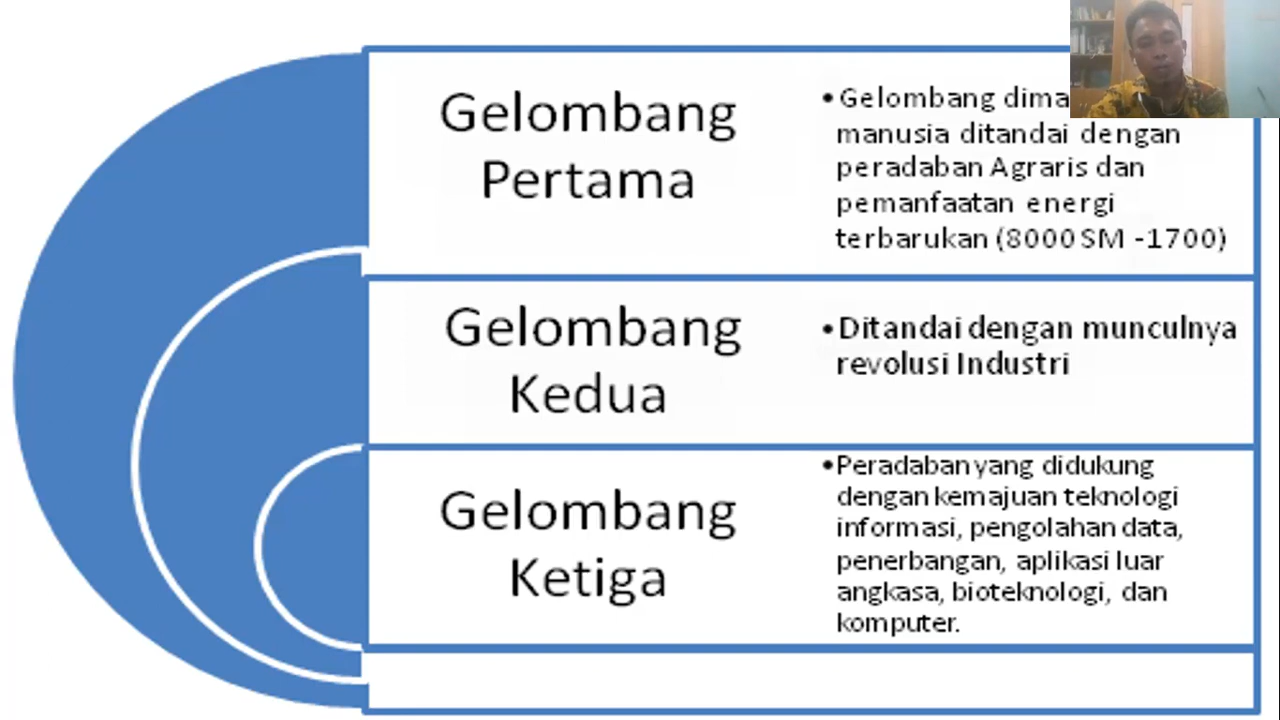 Gelombang
Pertama
•Gelombang dima
manusia ditandai dengan
peradaban Agraris dan
pemanfaatan energi
terbarukan (8000 SM -1700)
Gelombang
Kedua
•Ditandai dengan munculnya
revolusi Industri
Gelombang
Ketiga
•Peradaban yang didukung
dengan kemajuan teknologi
informasi, pengolahan data,
penerbangan, aplikasi luar
angkasa, bioteknologi, dan
komputer.